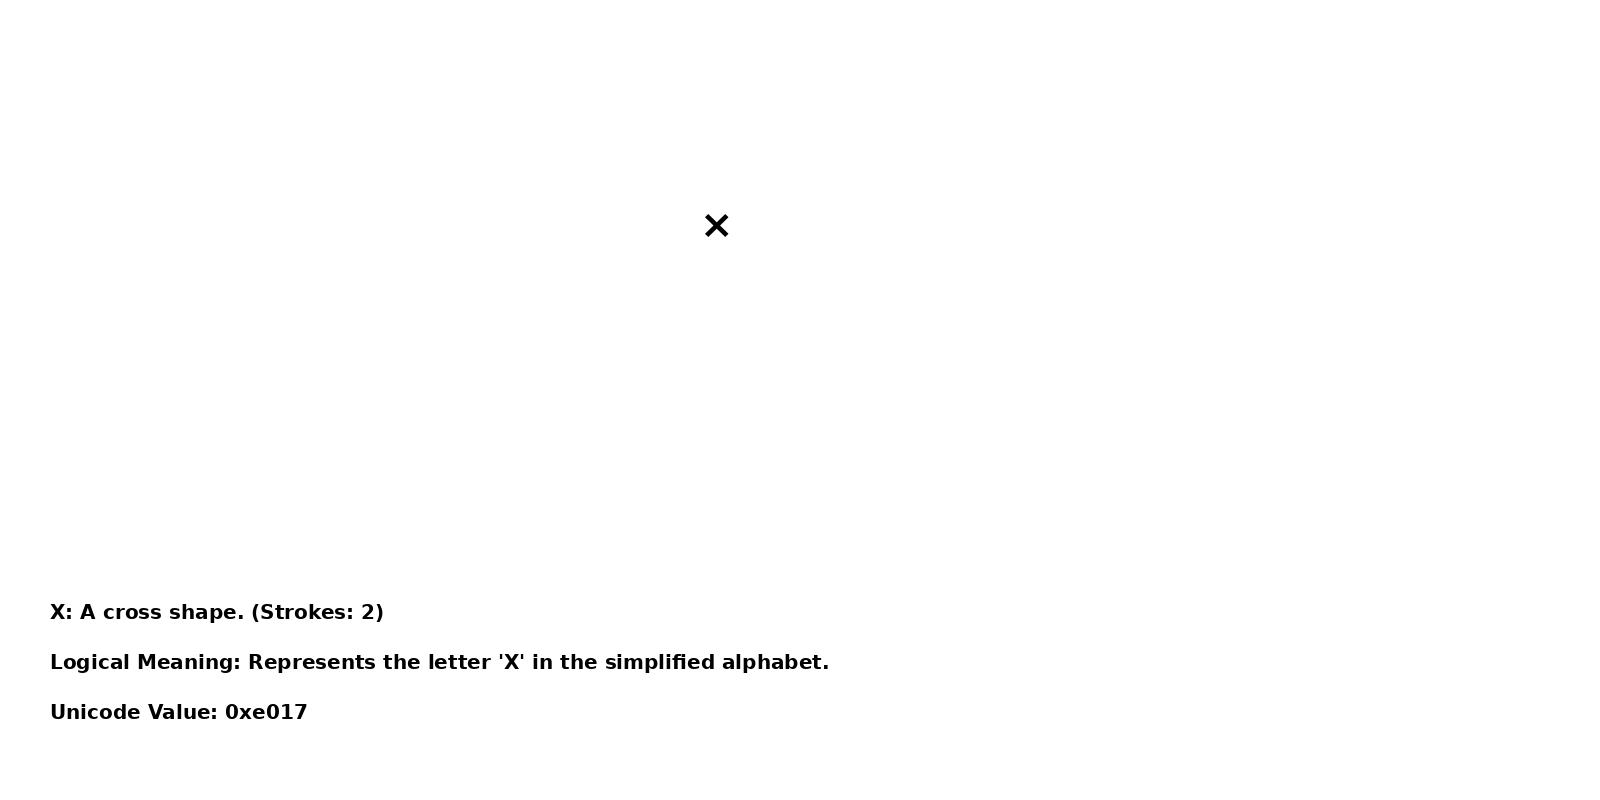 ×
X: A cross shape. (Strokes: 2)
Logical Meaning: Represents the letter 'X' in the simplified alphabet.
Unicode Value: 0xe017